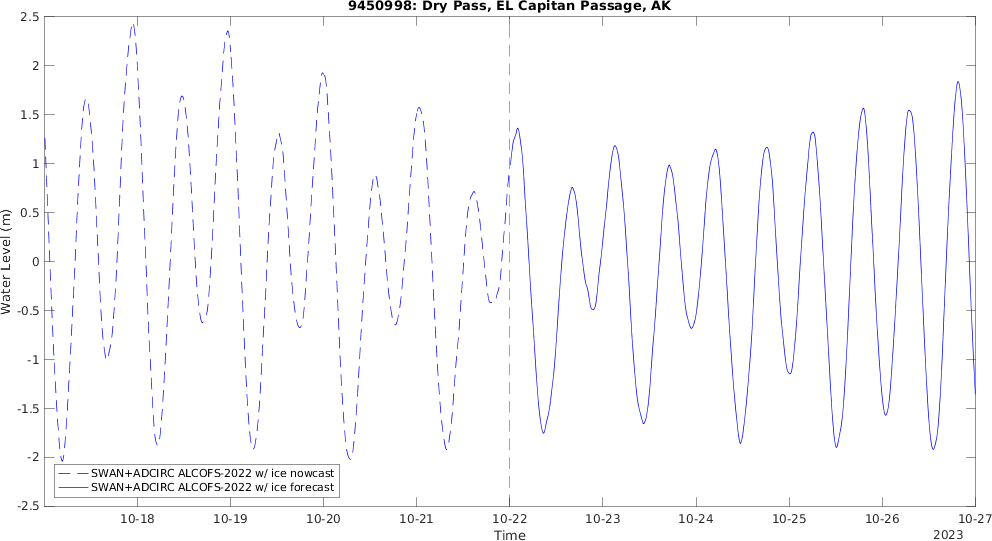 9450998: Dry Pass, EL Capitan Passage, AK
2.5
2
1.5
1
0.5
0
-0.5
-1
-1.5
-2
-2.5
Water Level (m)
SWAN+ADCIRC ALCOFS-2022 w/ ice nowcast
SWAN+ADCIRC ALCOFS-2022 w/ ice forecast
10-18 10-19 10-20 10-21 10-22 10-23 10-24 10-25 10-26 10-27
Time
2023